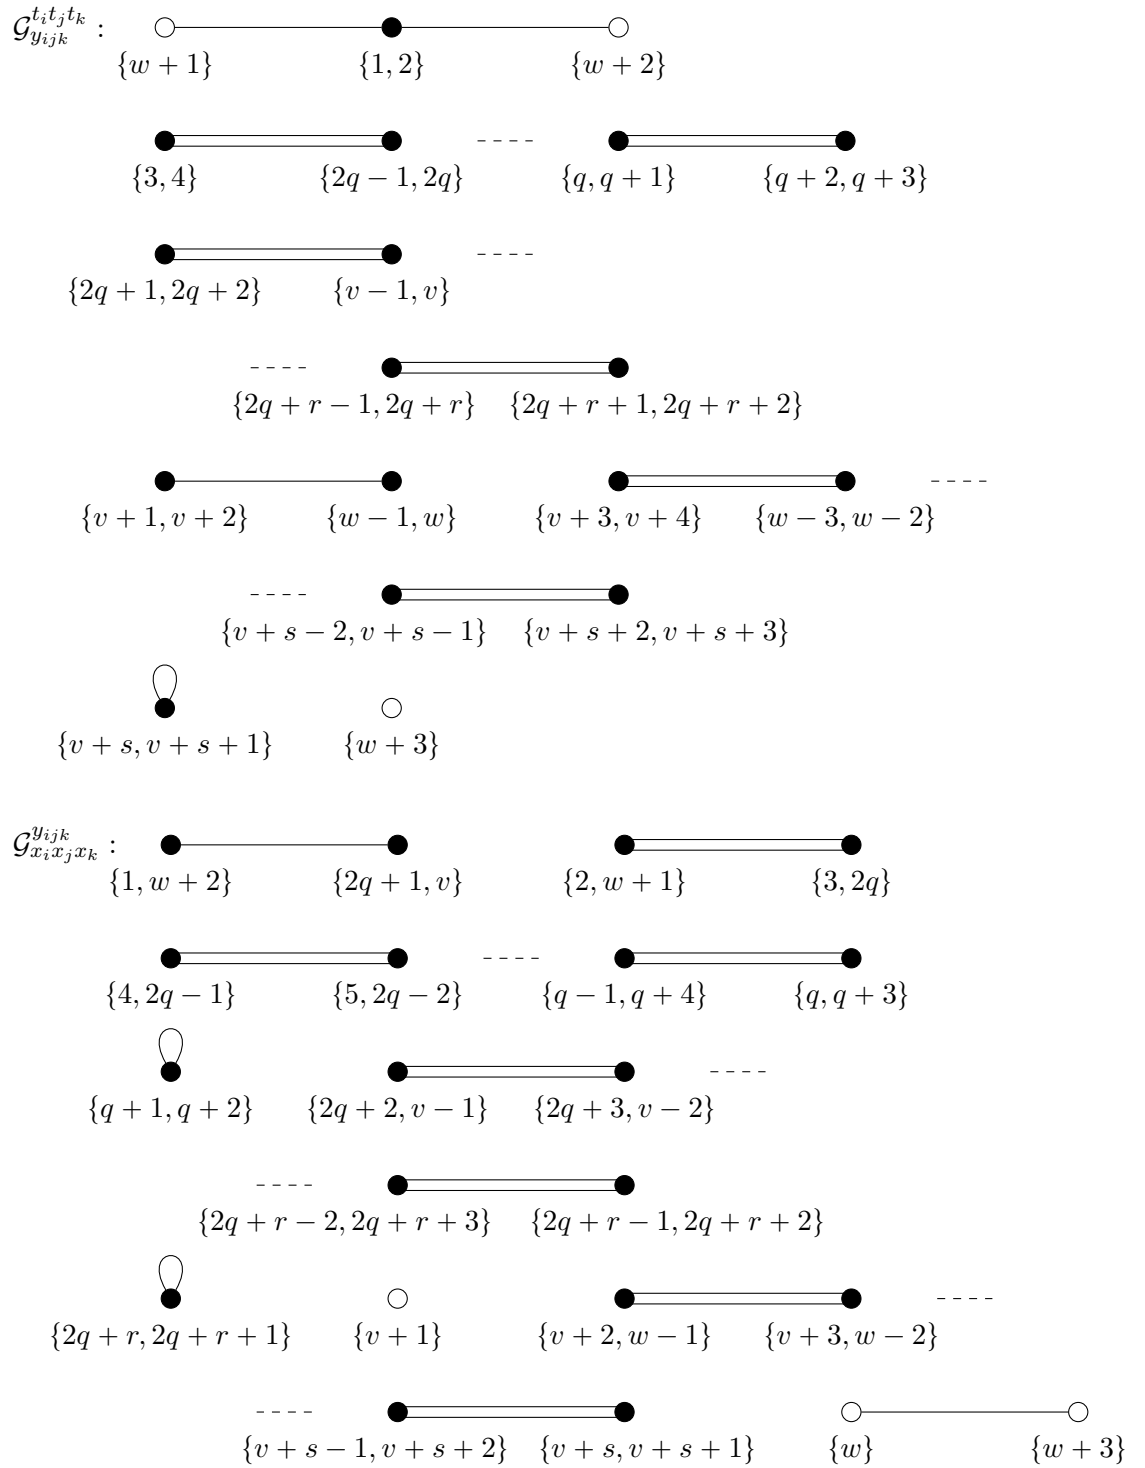 𝒢^{t_i t_j t_k}_{y_{ijk}} :
{w + 1} {1, 2} {w + 2}
{3, 4} {2q − 1, 2q} {q, q + 1} {q + 2, q + 3}
{2q + 1, 2q + 2} {v − 1, v}
{2q + r − 1, 2q + r} {2q + r + 1, 2q + r + 2}
{v + 1, v + 2} {w − 1, w} {v + 3, v + 4} {w − 3, w − 2}
{v + s − 2, v + s − 1} {v + s + 2, v + s + 3}
{v + s, v + s + 1} {w + 3}
𝒢^{y_{ijk}}_{x_i x_j x_k} :
{1, w + 2} {2q + 1, v} {2, w + 1} {3, 2q}
{4, 2q − 1} {5, 2q − 2} {q − 1, q + 4} {q, q + 3}
{q + 1, q + 2} {2q + 2, v − 1} {2q + 3, v − 2}
{2q + r − 2, 2q + r + 3} {2q + r − 1, 2q + r + 2}
{2q + r, 2q + r + 1} {v + 1} {v + 2, w − 1} {v + 3, w − 2}
{v + s − 1, v + s + 2} {v + s, v + s + 1} {w} {w + 3}